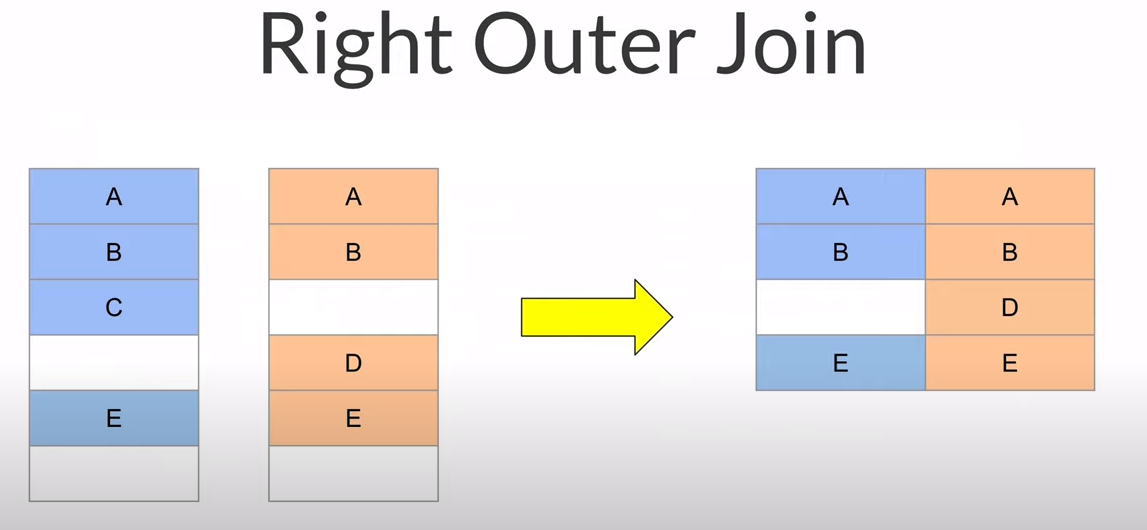 Right Outer Join
A A A A
B B B B
C D
D E E
E E